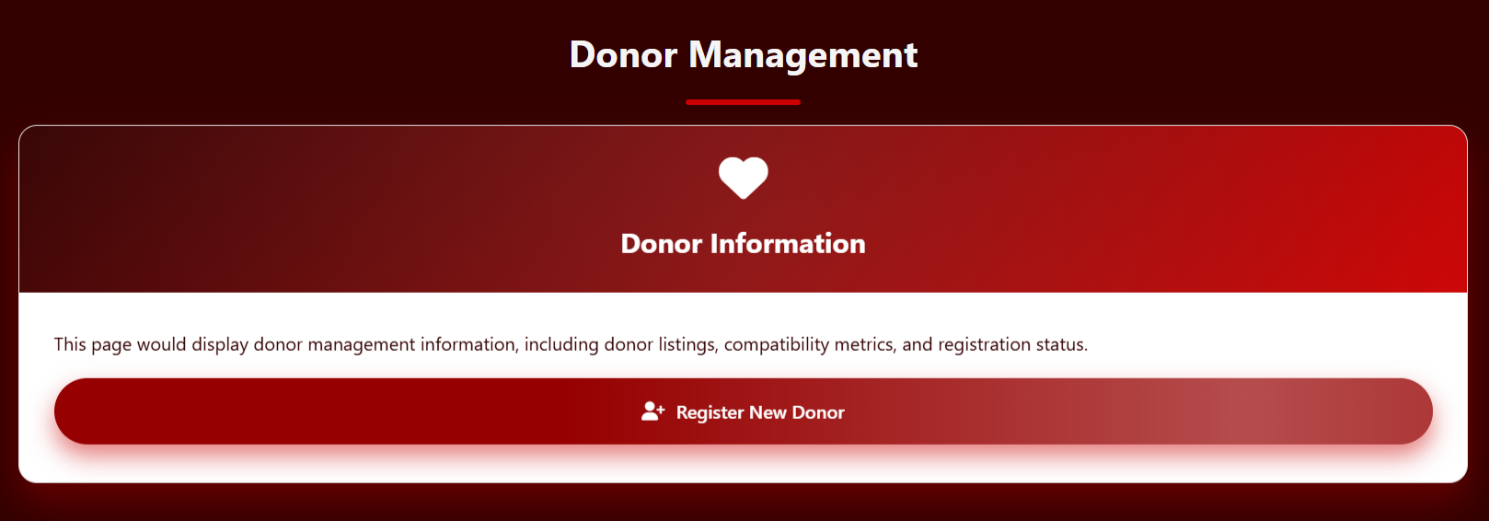 Donor Management
Donor Information
This page would display donor management information, including donor listings, compatibility metrics, and registration status.
Register New Donor